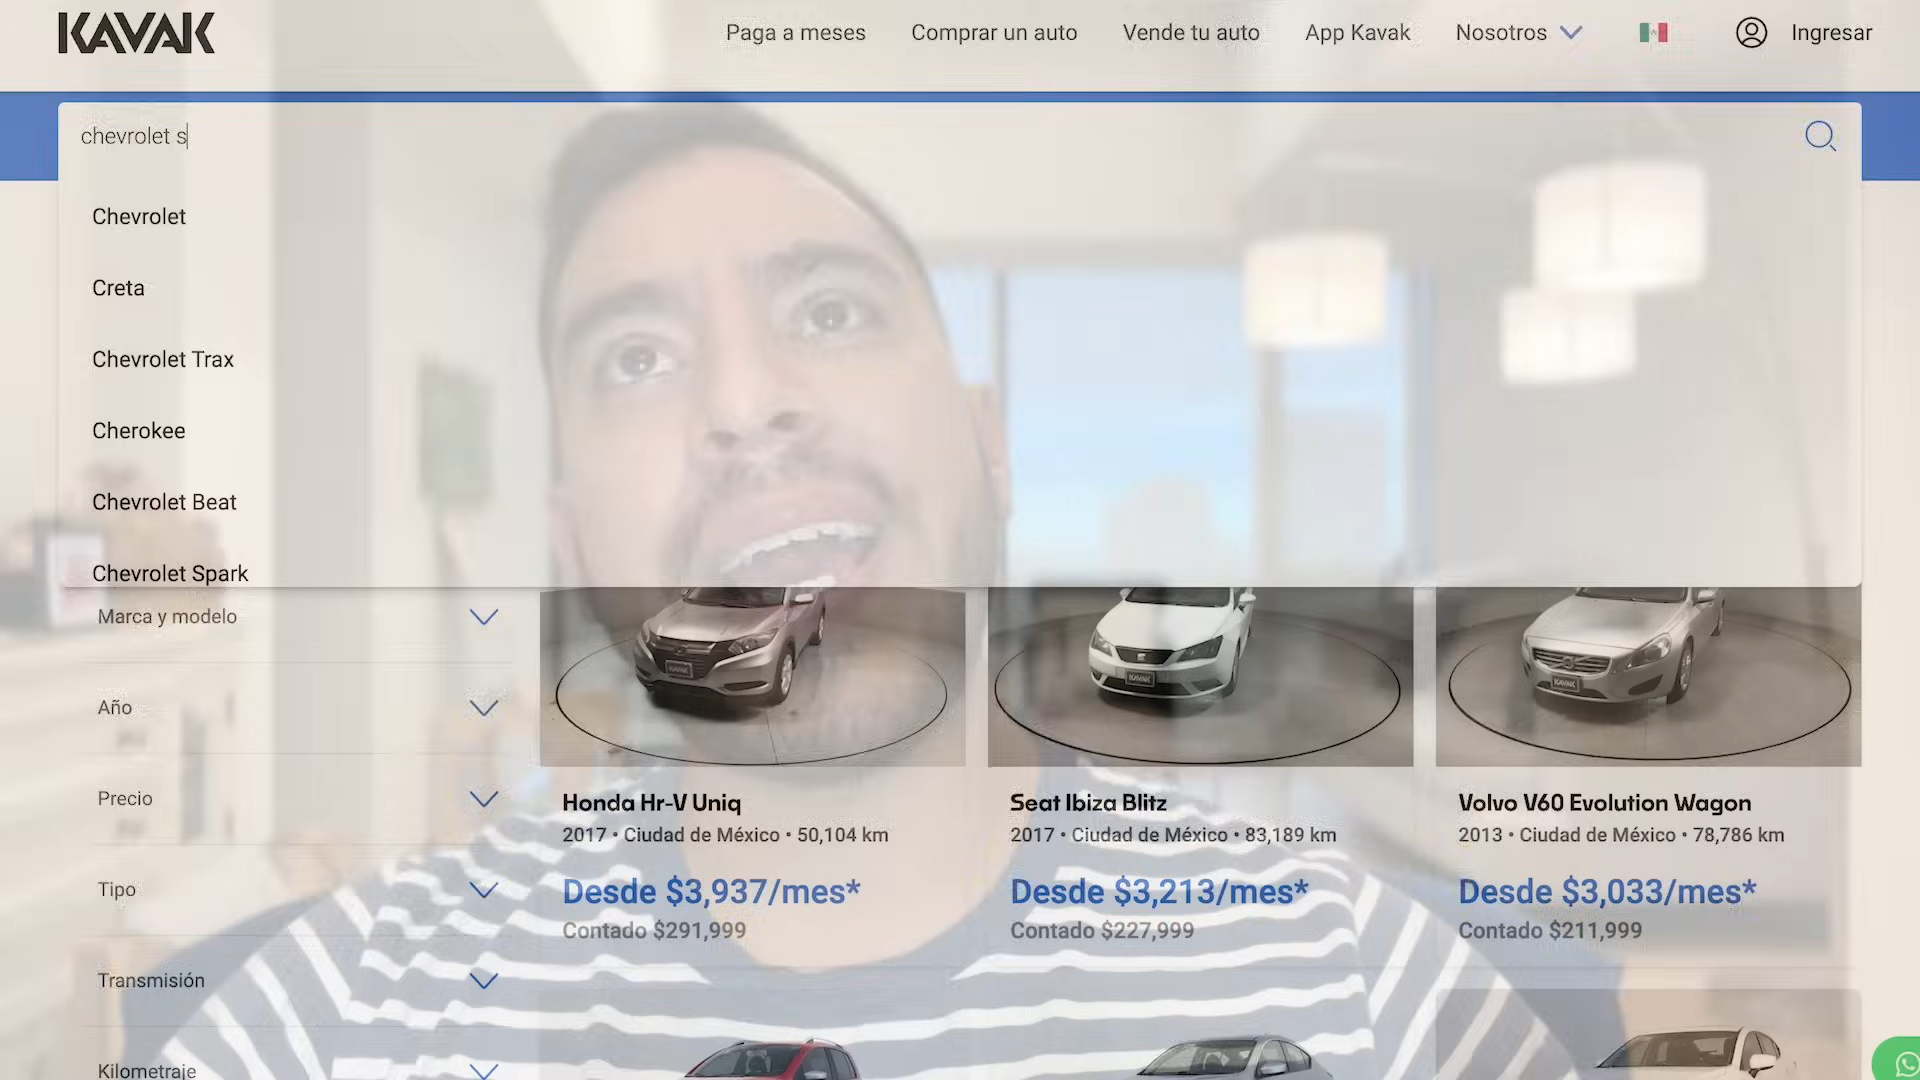 KAVAK
Paga a meses
Comprar un auto
Vende tu auto
App Kavak
Nosotros
Ingresar
chevrolet s
Chevrolet
Creta
Chevrolet Trax
Cherokee
Chevrolet Beat
Chevrolet Spark
Marca y modelo
Año
Precio
Tipo
Transmisión
Kilometraje
KAVAK
Honda Hr-V Uniq
2017 • Ciudad de México • 50,104 km
Desde $3,937/mes*
Contado $291,999
KAVAK
Seat Ibiza Blitz
2017 • Ciudad de México • 83,189 km
Desde $3,213/mes*
Contado $227,999
KAVAK
Volvo V60 Evolution Wagon
2013 • Ciudad de México • 78,786 km
Desde $3,033/mes*
Contado $211,999